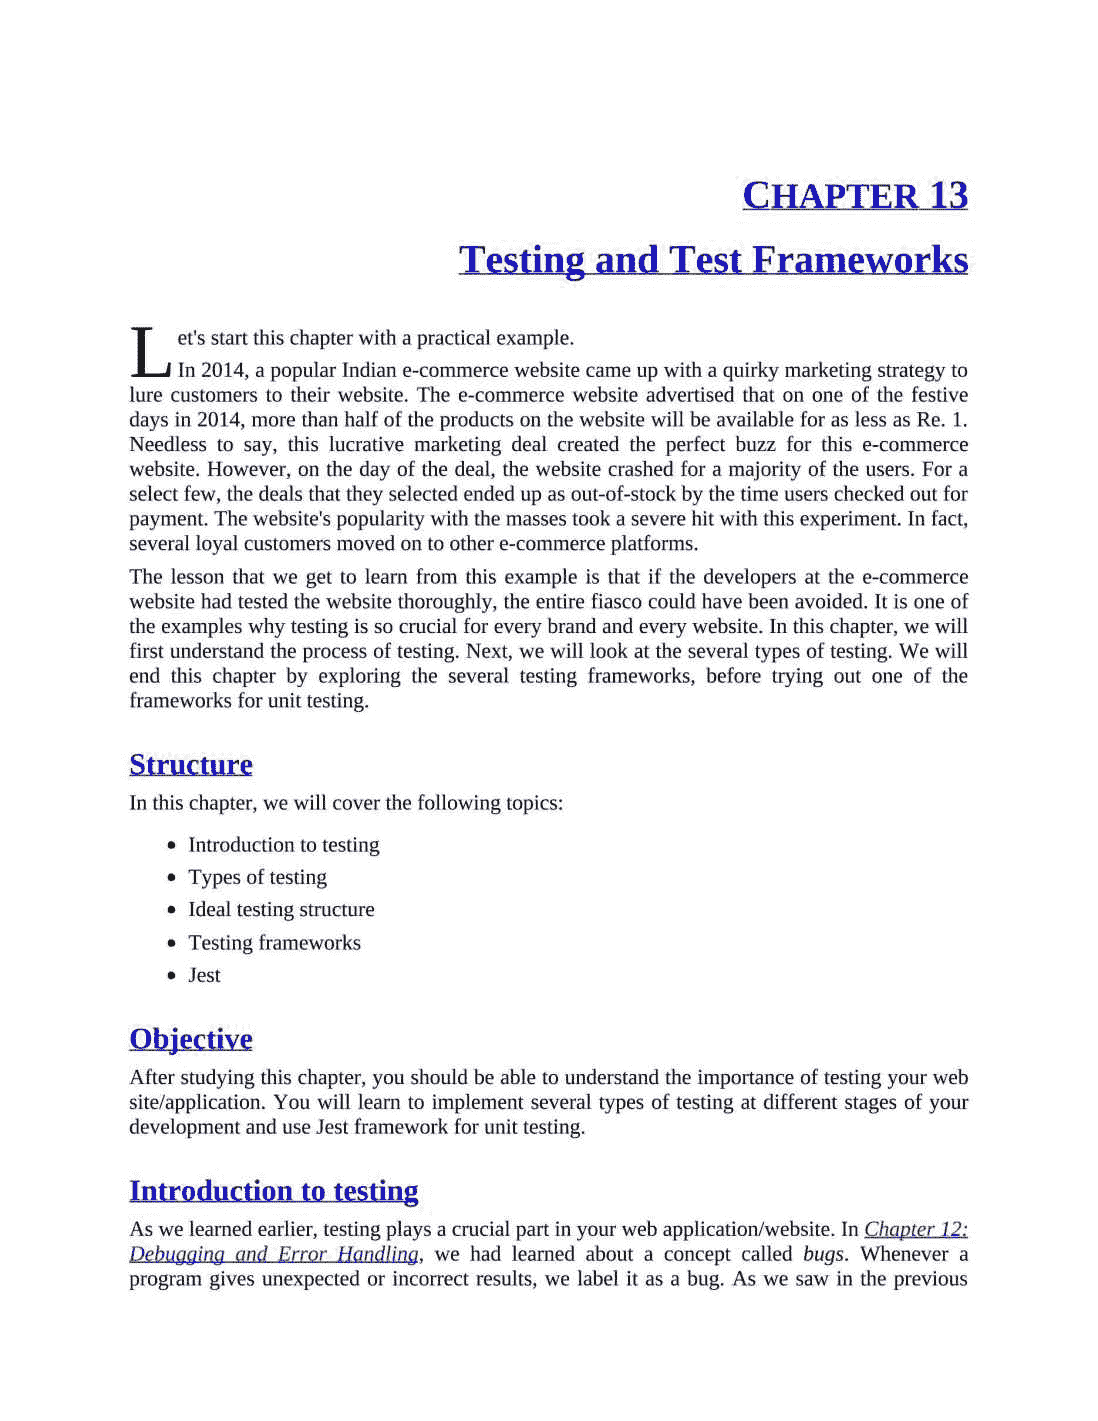 CHAPTER 13
Testing and Test Frameworks
Let's start this chapter with a practical example.
In 2014, a popular Indian e-commerce website came up with a quirky marketing strategy to
lure customers to their website. The e-commerce website advertised that on one of the festive
days in 2014, more than half of the products on the website will be available for as less as Re. 1.
Needless to say, this lucrative marketing deal created the perfect buzz for this e-commerce
website. However, on the day of the deal, the website crashed for a majority of the users. For a
select few, the deals that they selected ended up as out-of-stock by the time users checked out for
payment. The website's popularity with the masses took a severe hit with this experiment. In fact,
several loyal customers moved on to other e-commerce platforms.
The lesson that we get to learn from this example is that if the developers at the e-commerce
website had tested the website thoroughly, the entire fiasco could have been avoided. It is one of
the examples why testing is so crucial for every brand and every website. In this chapter, we will
first understand the process of testing. Next, we will look at the several types of testing. We will
end this chapter by exploring the several testing frameworks, before trying out one of the
frameworks for unit testing.
Structure
In this chapter, we will cover the following topics:
• Introduction to testing
• Types of testing
• Ideal testing structure
• Testing frameworks
• Jest
Objective
After studying this chapter, you should be able to understand the importance of testing your web
site/application. You will learn to implement several types of testing at different stages of your
development and use Jest framework for unit testing.
Introduction to testing
As we learned earlier, testing plays a crucial part in your web application/website. In Chapter 12:
Debugging and Error Handling, we had learned about a concept called bugs. Whenever a
program gives unexpected or incorrect results, we label it as a bug. As we saw in the previous